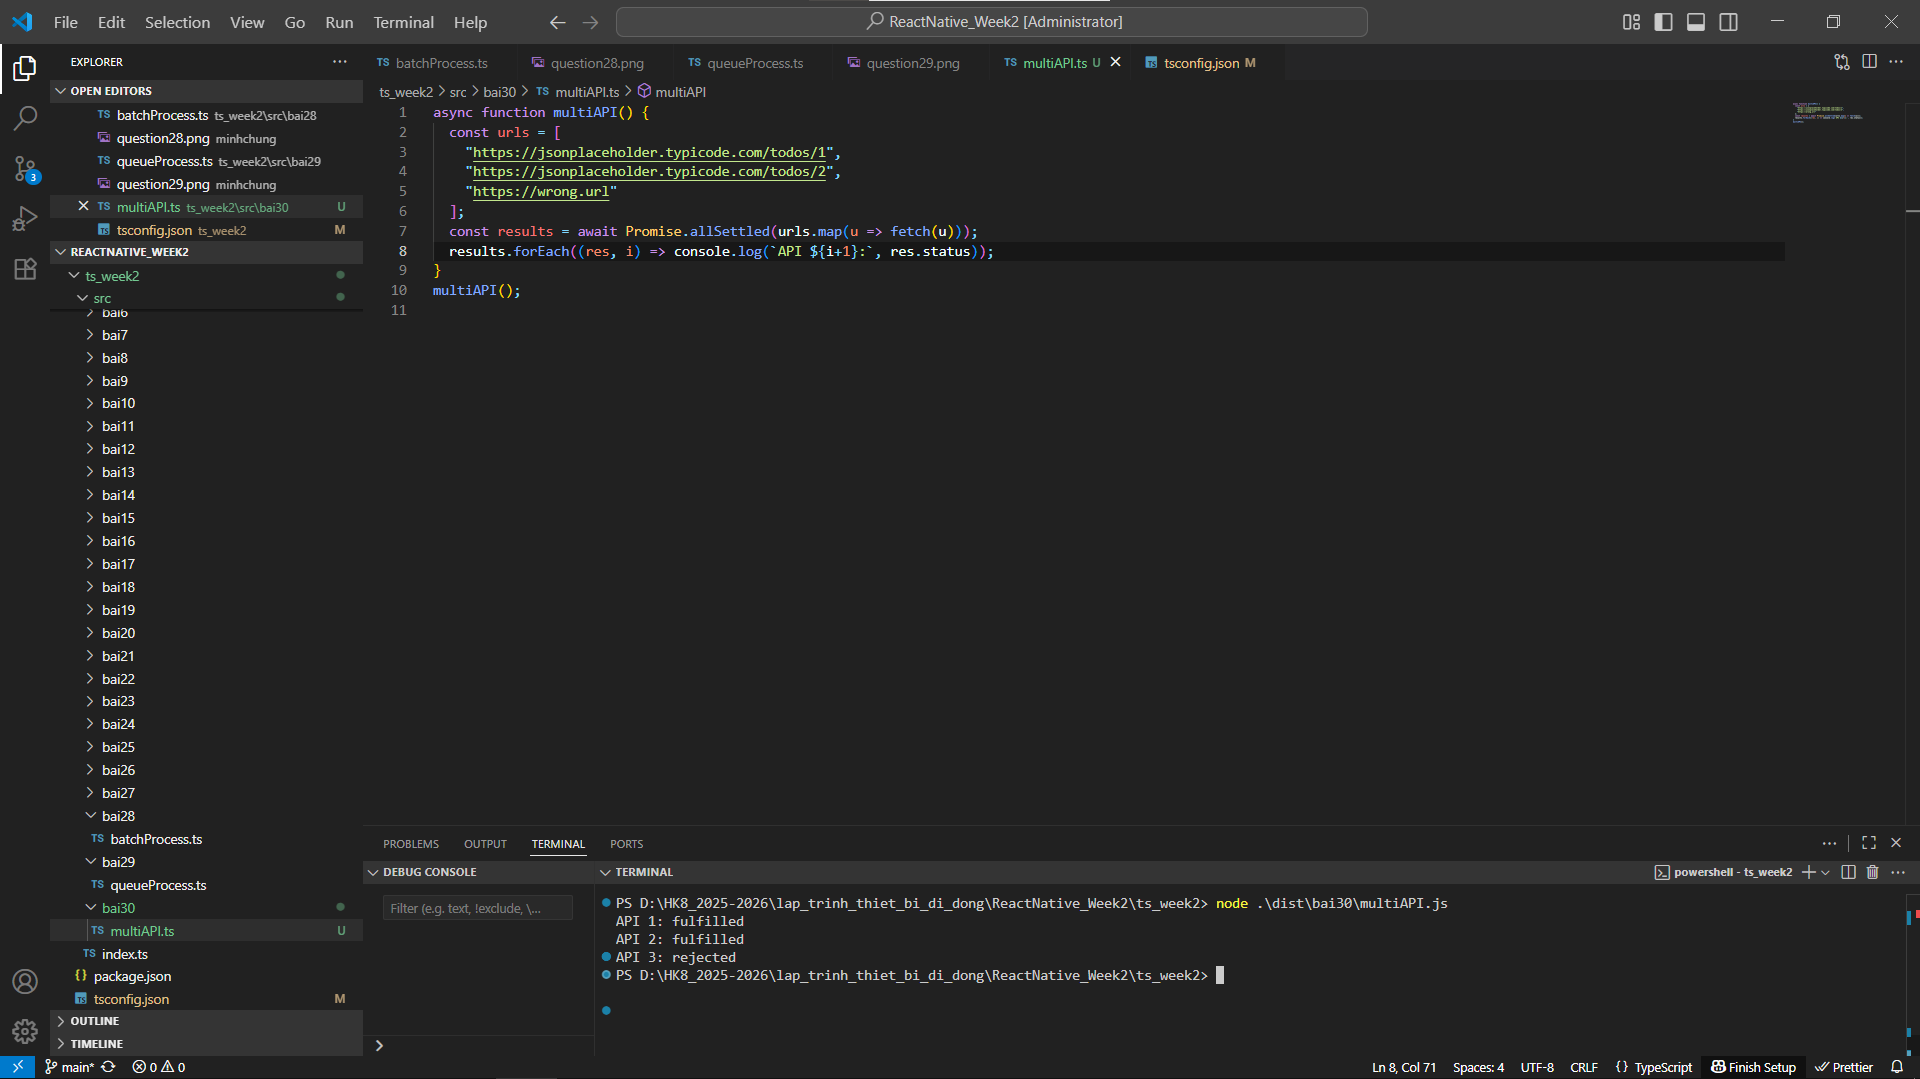 File Edit Selection View Go Run Terminal Help
ReactNative_Week2 [Administrator]
EXPLORER
OPEN EDITORS
TS batchProcess.ts ts_week2\src\bai28
question28.png minhchung
TS queueProcess.ts ts_week2\src\bai29
question29.png minhchung
TS multiAPI.ts ts_week2\src\bai30 U
tsconfig.json ts_week2 M
REACTNATIVE_WEEK2
ts_week2
src
bai6
bai7
bai8
bai9
bai10
bai11
bai12
bai13
bai14
bai15
bai16
bai17
bai18
bai19
bai20
bai21
bai22
bai23
bai24
bai25
bai26
bai27
bai28
TS batchProcess.ts
bai29
TS queueProcess.ts
bai30
TS multiAPI.ts U
TS index.ts
{} package.json
tsconfig.json M
OUTLINE
TIMELINE
3
TS batchProcess.ts question28.png TS queueProcess.ts question29.png TS multiAPI.ts U tsconfig.json M
ts_week2 > src > bai30 > TS multiAPI.ts > multiAPI
1 async function multiAPI() {
2 const urls = [
3 "https://jsonplaceholder.typicode.com/todos/1",
4 "https://jsonplaceholder.typicode.com/todos/2",
5 "https://wrong.url"
6 ];
7 const results = await Promise.allSettled(urls.map(u => fetch(u)));
8 results.forEach((res, i) => console.log(`API ${i+1}:`, res.status));
9 }
10 multiAPI();
11
PROBLEMS OUTPUT TERMINAL PORTS
DEBUG CONSOLE
Filter (e.g. text, !exclude, \...
TERMINAL
powershell - ts_week2
PS D:\HK8_2025-2026\lap_trinh_thiet_bi_di_dong\ReactNative_Week2\ts_week2> node .\dist\bai30\multiAPI.js
API 1: fulfilled
API 2: fulfilled
API 3: rejected
PS D:\HK8_2025-2026\lap_trinh_thiet_bi_di_dong\ReactNative_Week2\ts_week2>
main* 0 0
Ln 8, Col 71 Spaces: 4 UTF-8 CRLF {} TypeScript Finish Setup Prettier